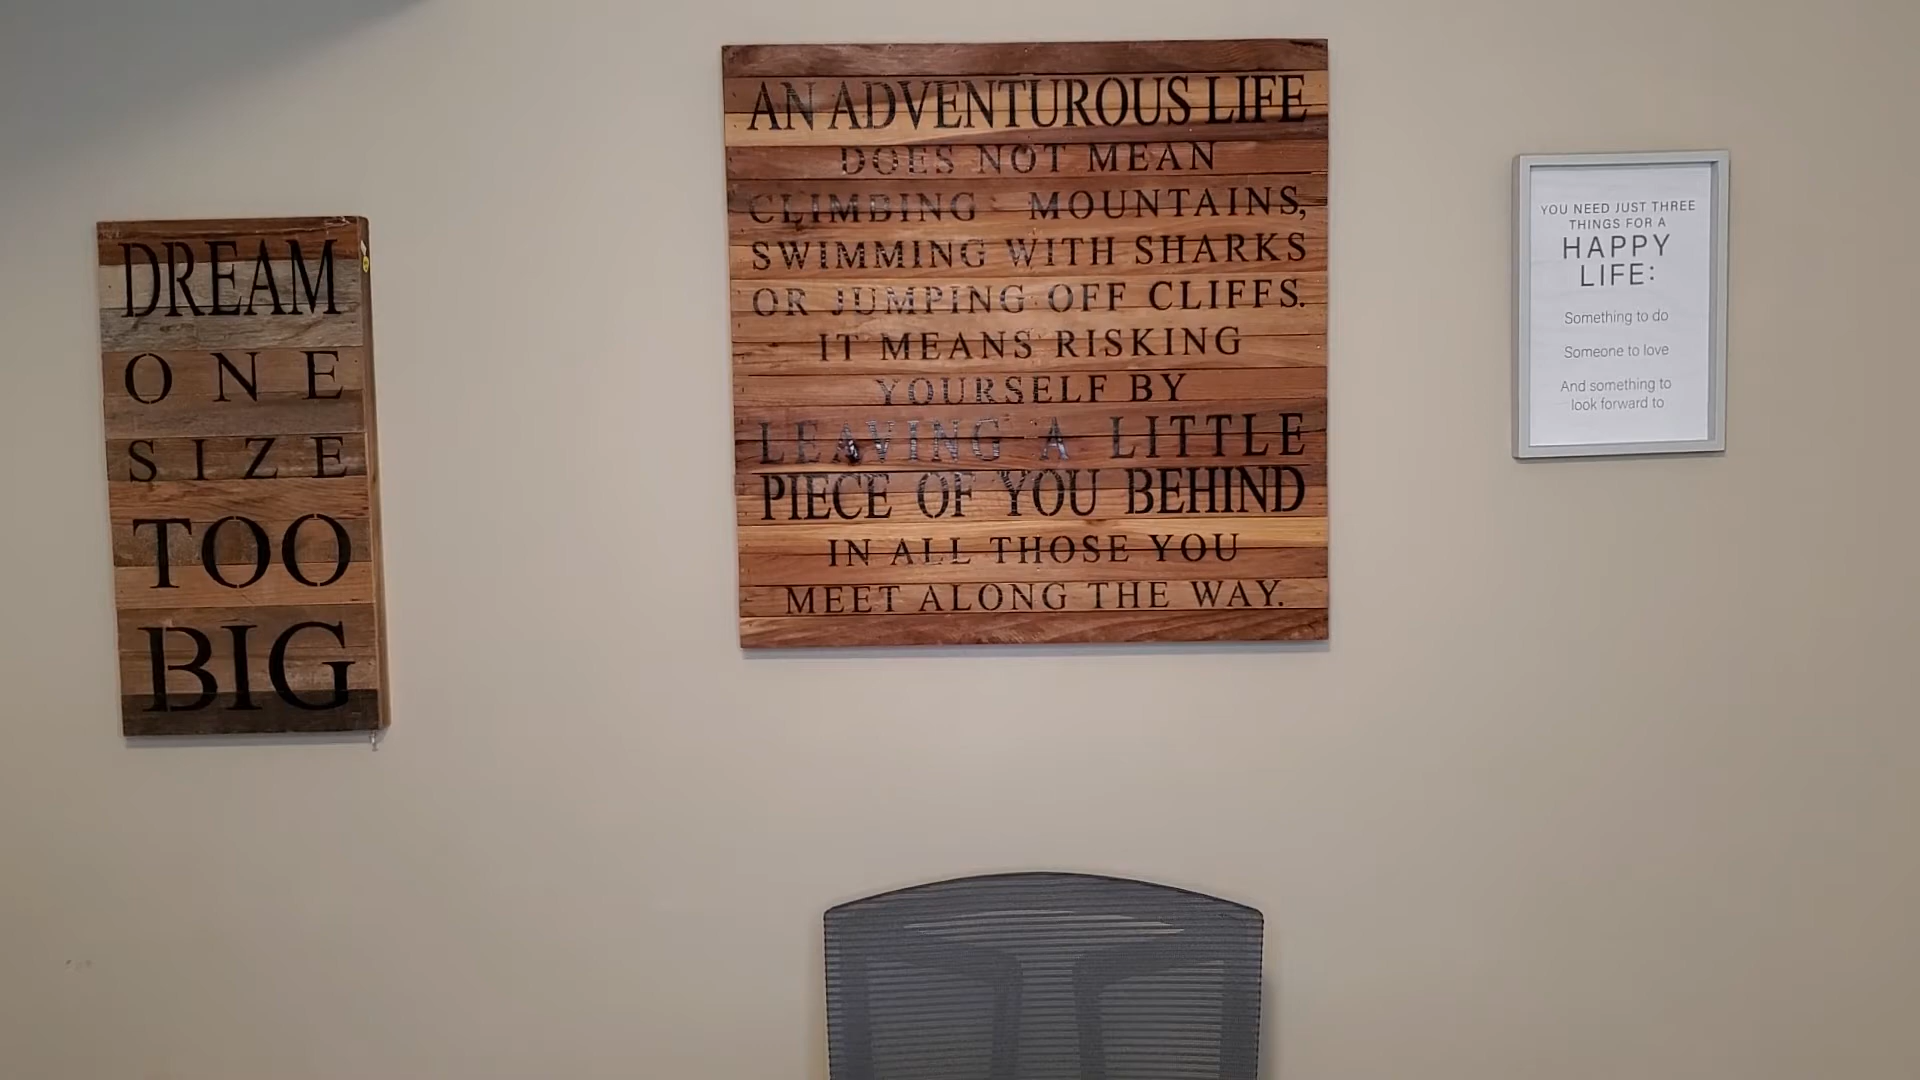 DREAM
ONE
SIZE
TOO
BIG
AN ADVENTUROUS LIFE
DOES NOT MEAN
CLIMBING MOUNTAINS,
SWIMMING WITH SHARKS
OR JUMPING OFF CLIFFS.
IT MEANS RISKING
YOURSELF BY
LEAVING A LITTLE
PIECE OF YOU BEHIND
IN ALL THOSE YOU
MEET ALONG THE WAY.
YOU NEED JUST THREE
THINGS FOR A
HAPPY
LIFE:
Something to do
Someone to love
And something to
look forward to